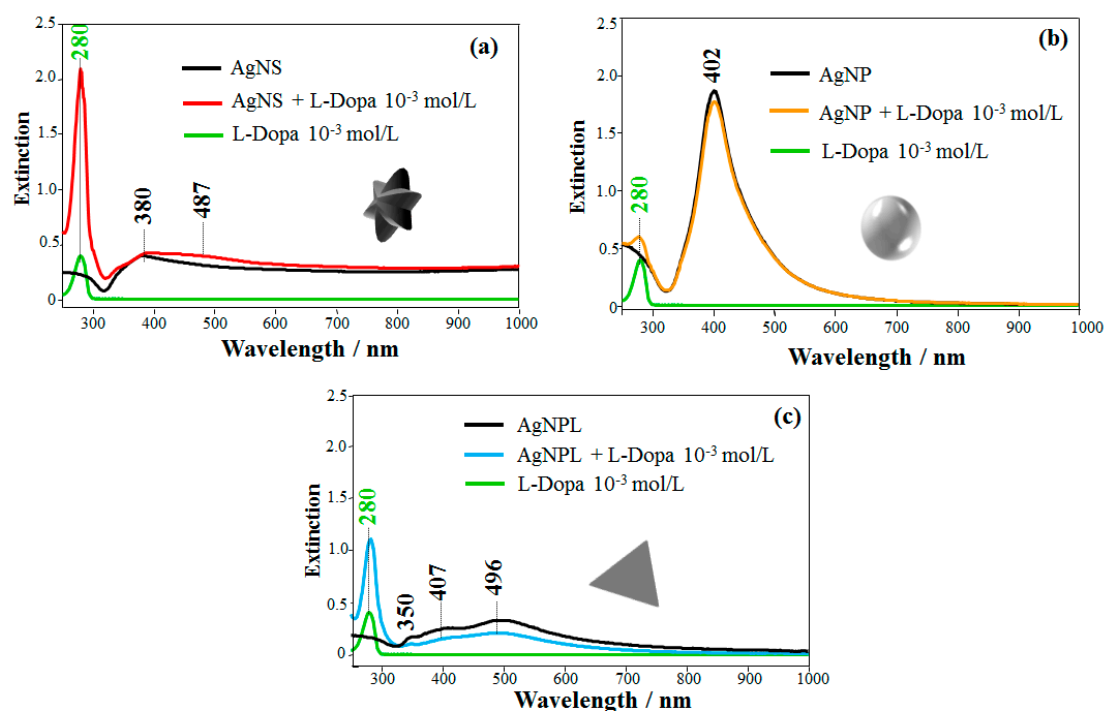 (a)
280
AgNS
AgNS + L-Dopa 10⁻³ mol/L
L-Dopa 10⁻³ mol/L
380
487
Extinction
2.5
2.0
1.5
1.0
0.5
0
300 400 500 600 700 800 900 1000
Wavelength / nm
(b)
402
AgNP
AgNP + L-Dopa 10⁻³ mol/L
L-Dopa 10⁻³ mol/L
280
Extinction
2.5
2.0
1.5
1.0
0.5
0
300 400 500 600 700 800 900 1000
Wavelength / nm
(c)
AgNPL
AgNPL + L-Dopa 10⁻³ mol/L
L-Dopa 10⁻³ mol/L
280
350
407
496
Extinction
2.5
2.0
1.5
1.0
0.5
0
300 400 500 600 700 800 900 1000
Wavelength / nm